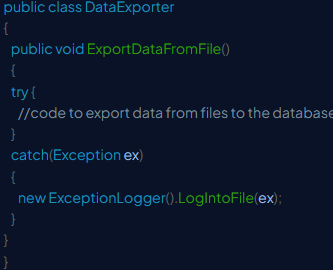 public class DataExporter
{
public void ExportDataFromFile()
{
try {
//code to export data from files to the database
}
catch(Exception ex)
{
new ExceptionLogger().LogIntoFile(ex);
}
}
}